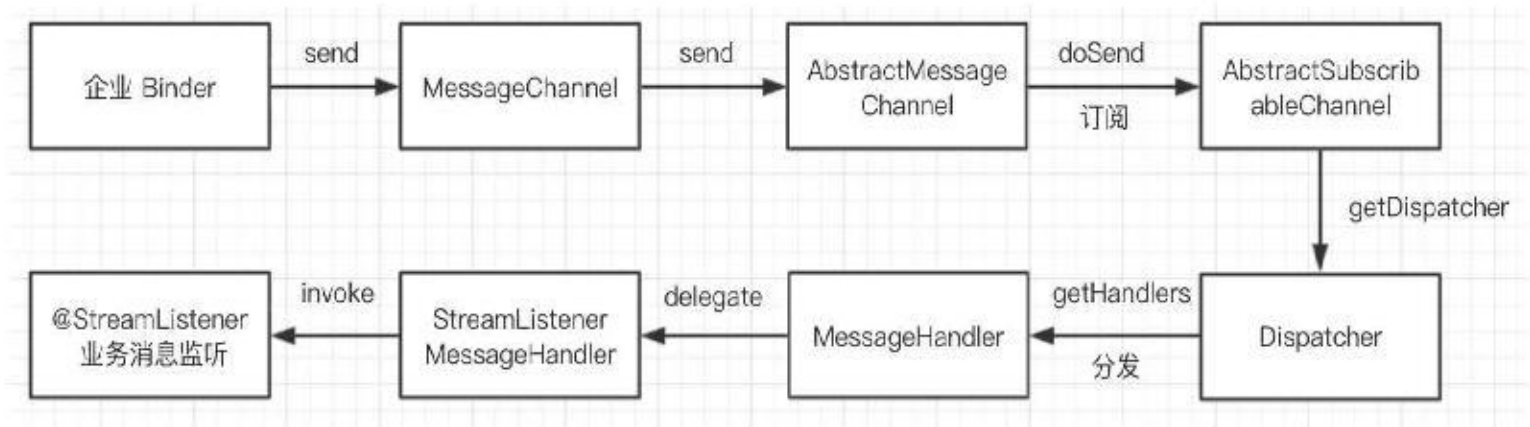 企业 Binder
send
MessageChannel
send
AbstractMessage
Channel
doSend
订阅
AbstractSubscrib
ableChannel
getDispatcher
Dispatcher
getHandlers
分发
MessageHandler
delegate
StreamListener
MessageHandler
invoke
@StreamListener
业务消息监听